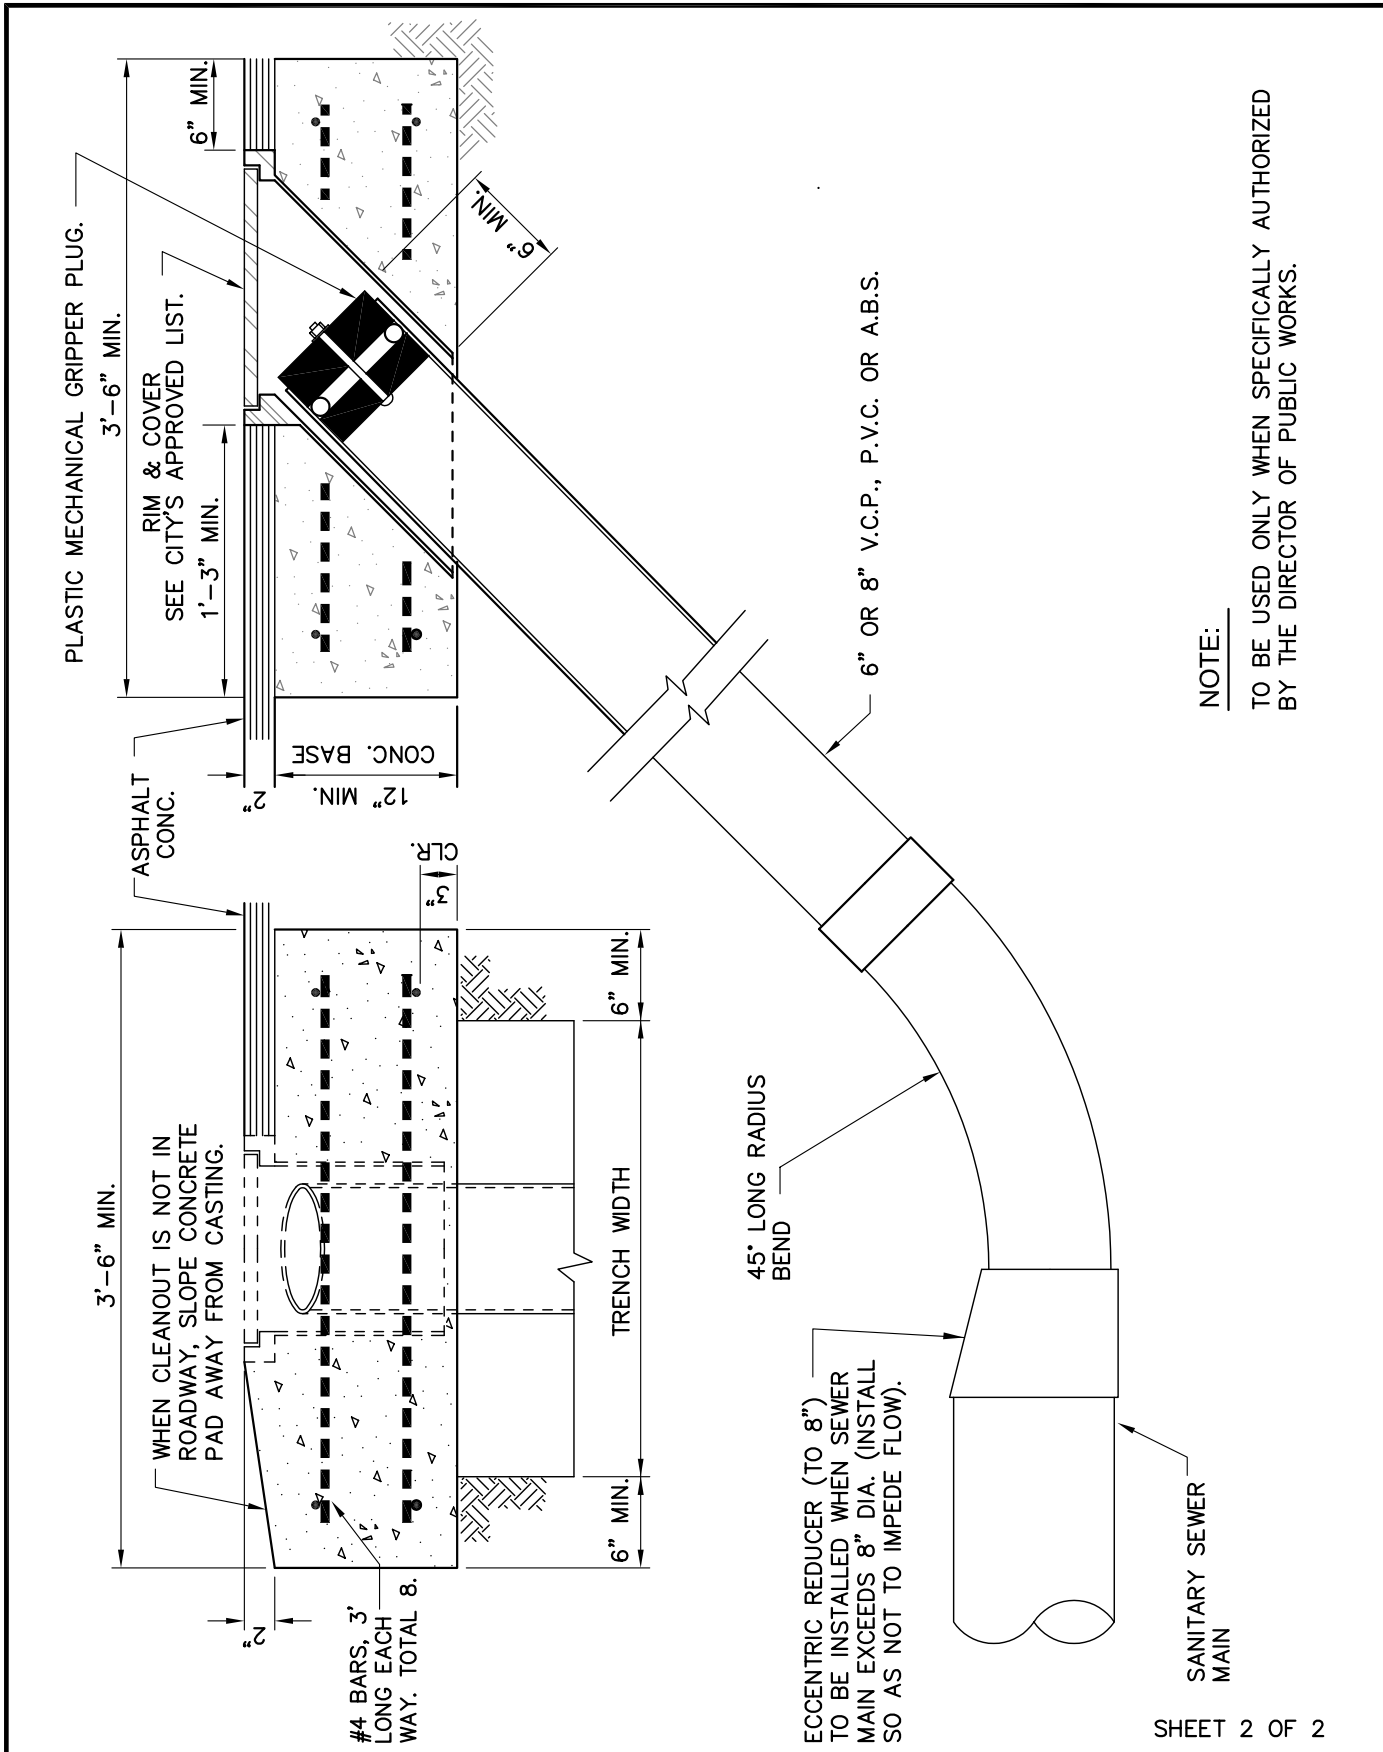 PLASTIC MECHANICAL GRIPPER PLUG.
3'-6" MIN.
6" MIN.
RIM & COVER
SEE CITY'S APPROVED LIST.
1'-3" MIN.
6" MIN.
ASPHALT
CONC.
2"
12" MIN.
CONC. BASE
3"
CLR.
3'-6" MIN.
WHEN CLEANOUT IS NOT IN
ROADWAY, SLOPE CONCRETE
PAD AWAY FROM CASTING.
2"
#4 BARS, 3'
LONG EACH
WAY. TOTAL 8.
6" MIN.
TRENCH WIDTH
6" MIN.
6" OR 8" V.C.P., P.V.C. OR A.B.S.
45° LONG RADIUS
BEND
ECCENTRIC REDUCER (TO 8")
TO BE INSTALLED WHEN SEWER
MAIN EXCEEDS 8" DIA. (INSTALL
SO AS NOT TO IMPEDE FLOW).
SANITARY SEWER
MAIN
NOTE:
TO BE USED ONLY WHEN SPECIFICALLY AUTHORIZED
BY THE DIRECTOR OF PUBLIC WORKS.
SHEET 2 OF 2